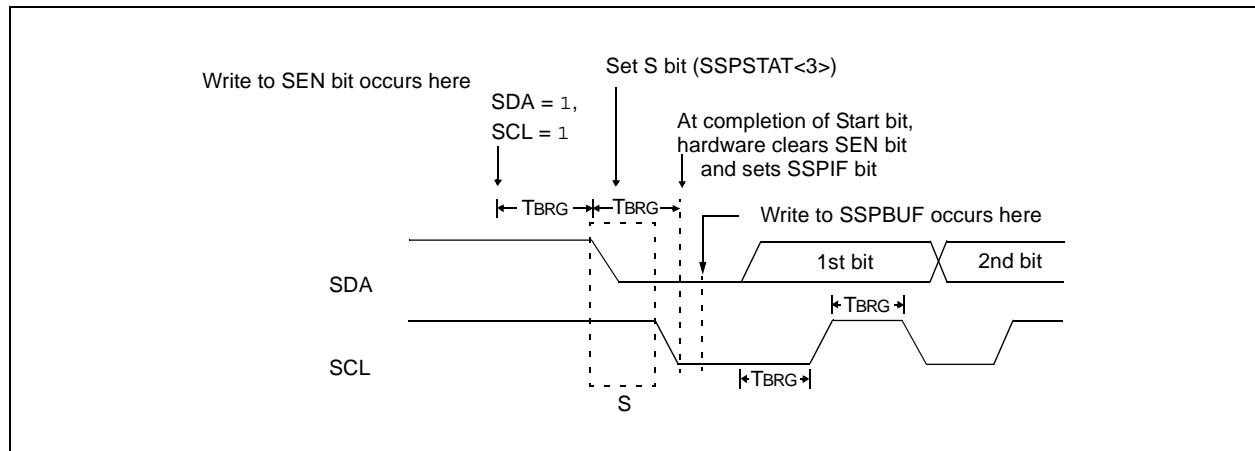 Set S bit (SSPSTAT<3>)
Write to SEN bit occurs here
SDA = 1,
SCL = 1
At completion of Start bit,
hardware clears SEN bit
and sets SSPIF bit
TBRG TBRG
Write to SSPBUF occurs here
1st bit 2nd bit
SDA
TBRG
SCL
TBRG
S